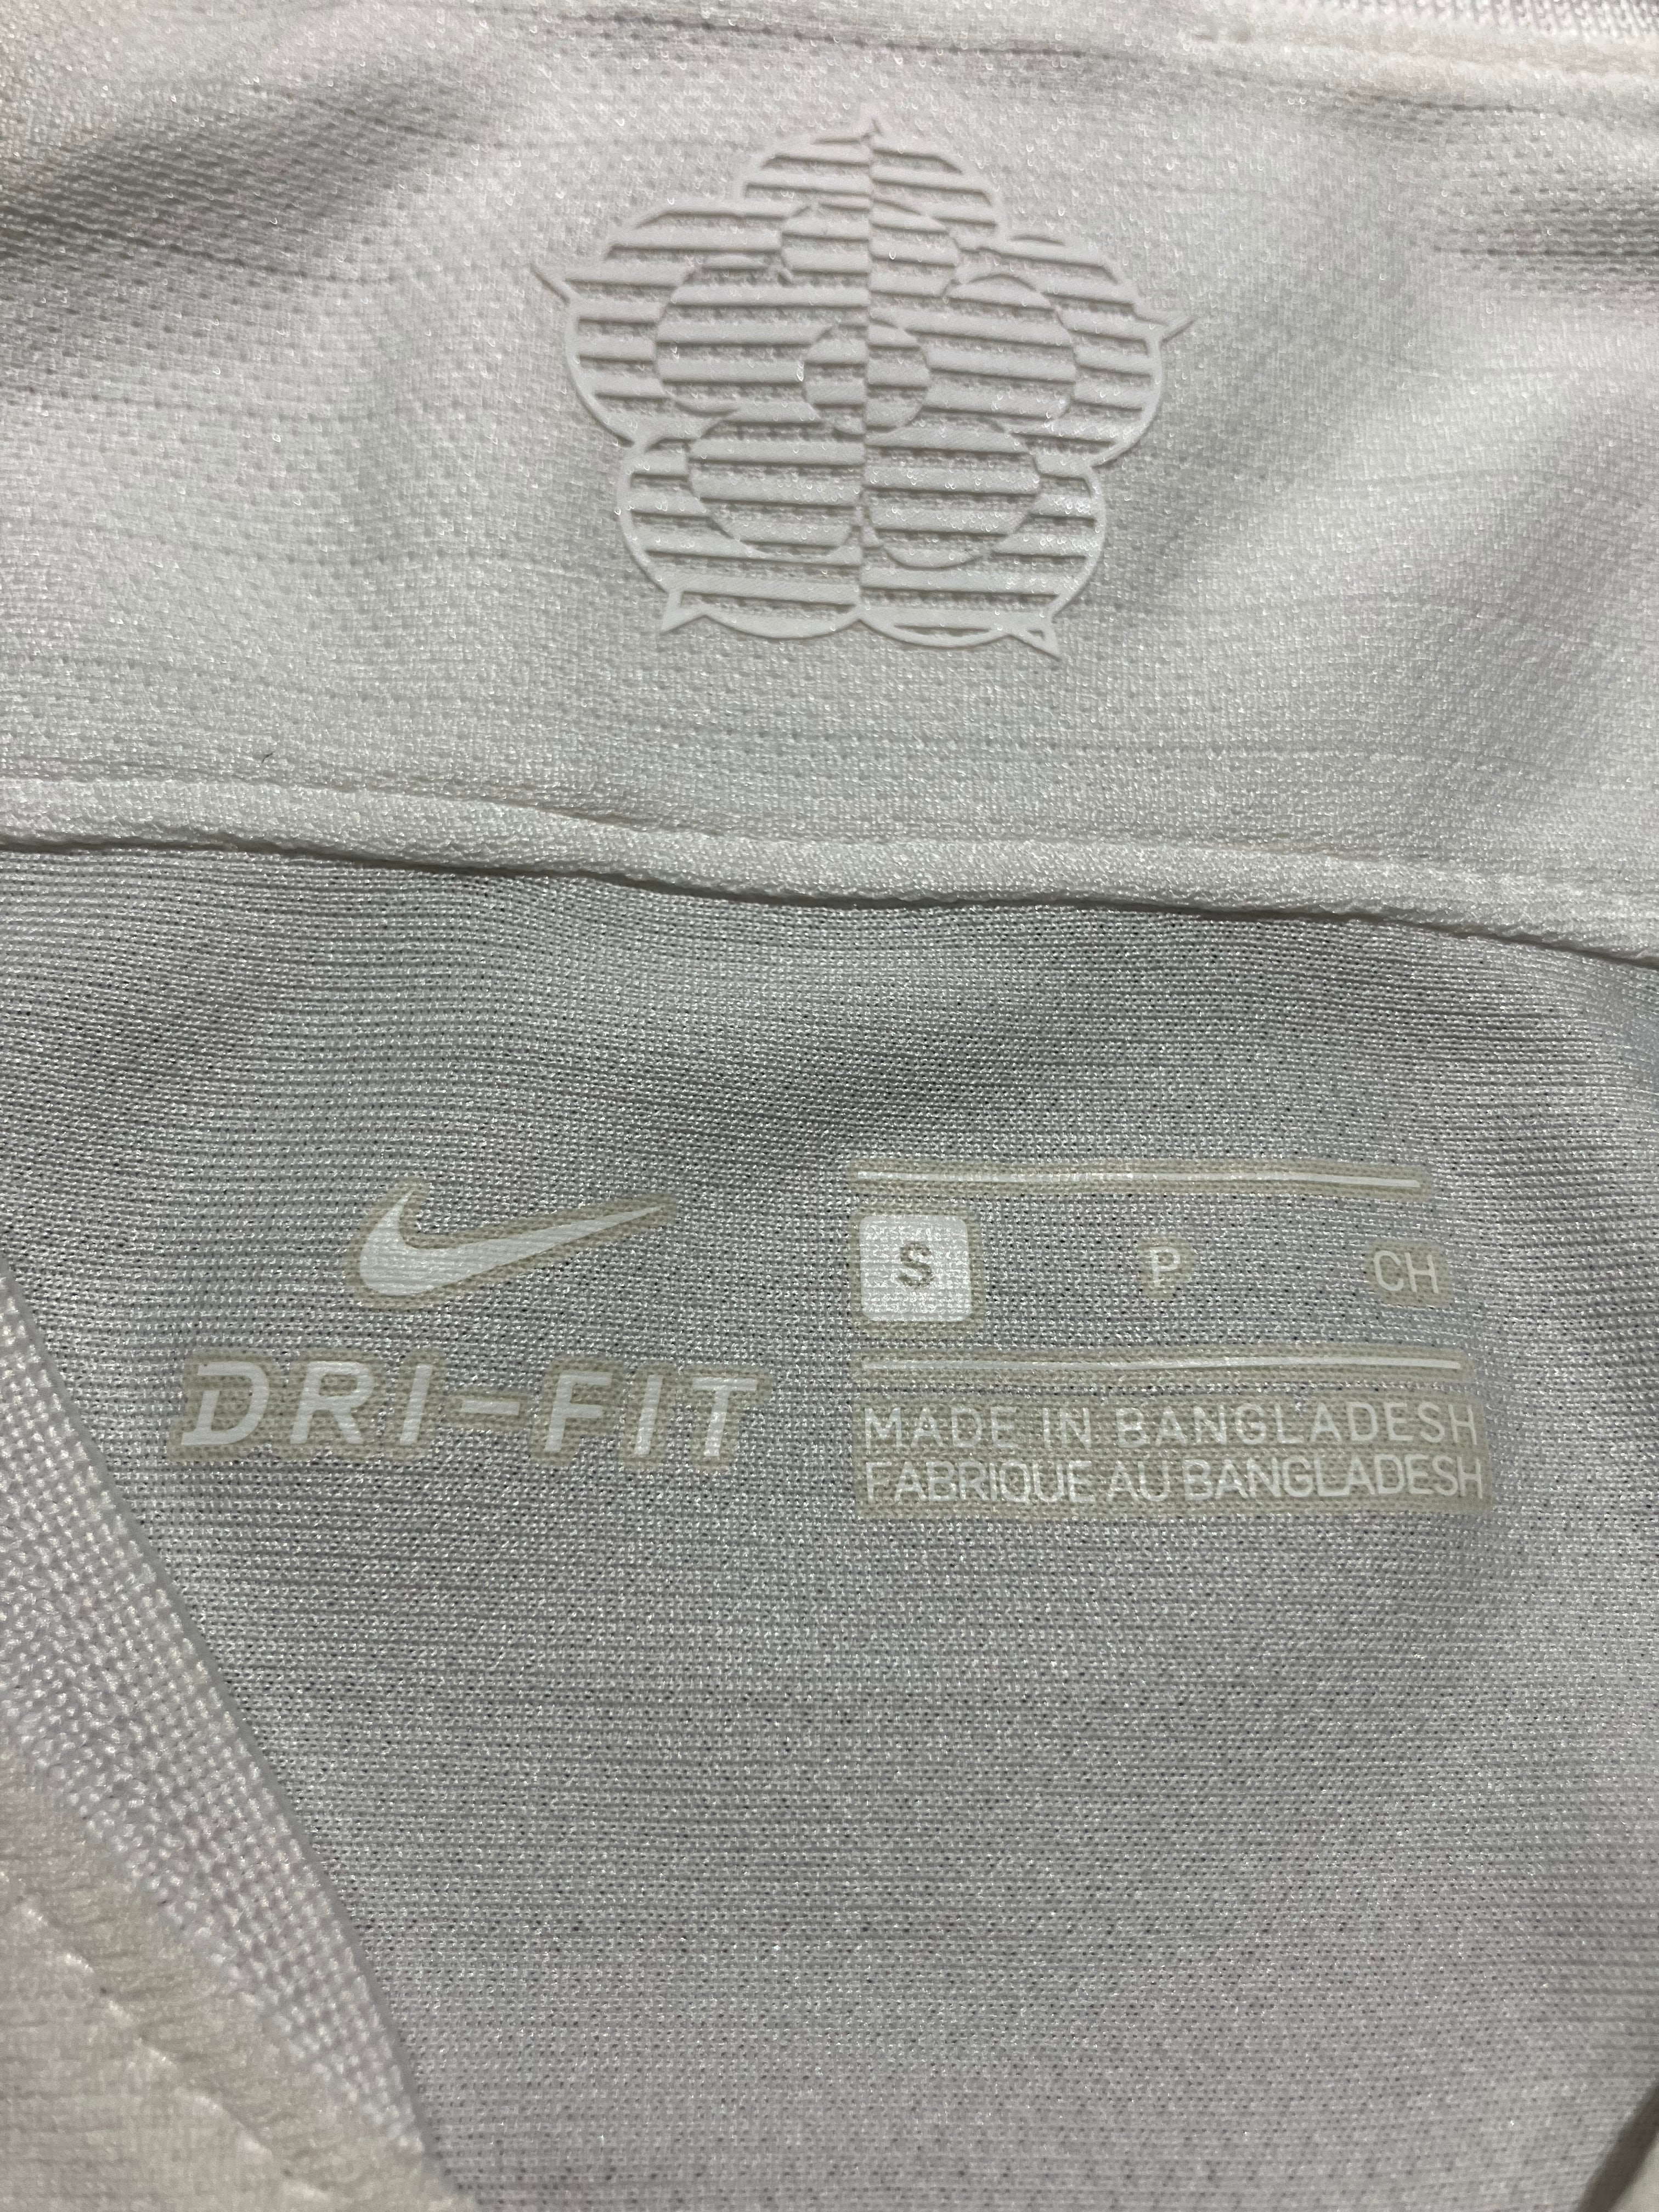 DRI-FIT
S P CH
MADE IN BANGLADESH
FABRIQUE AU BANGLADESH